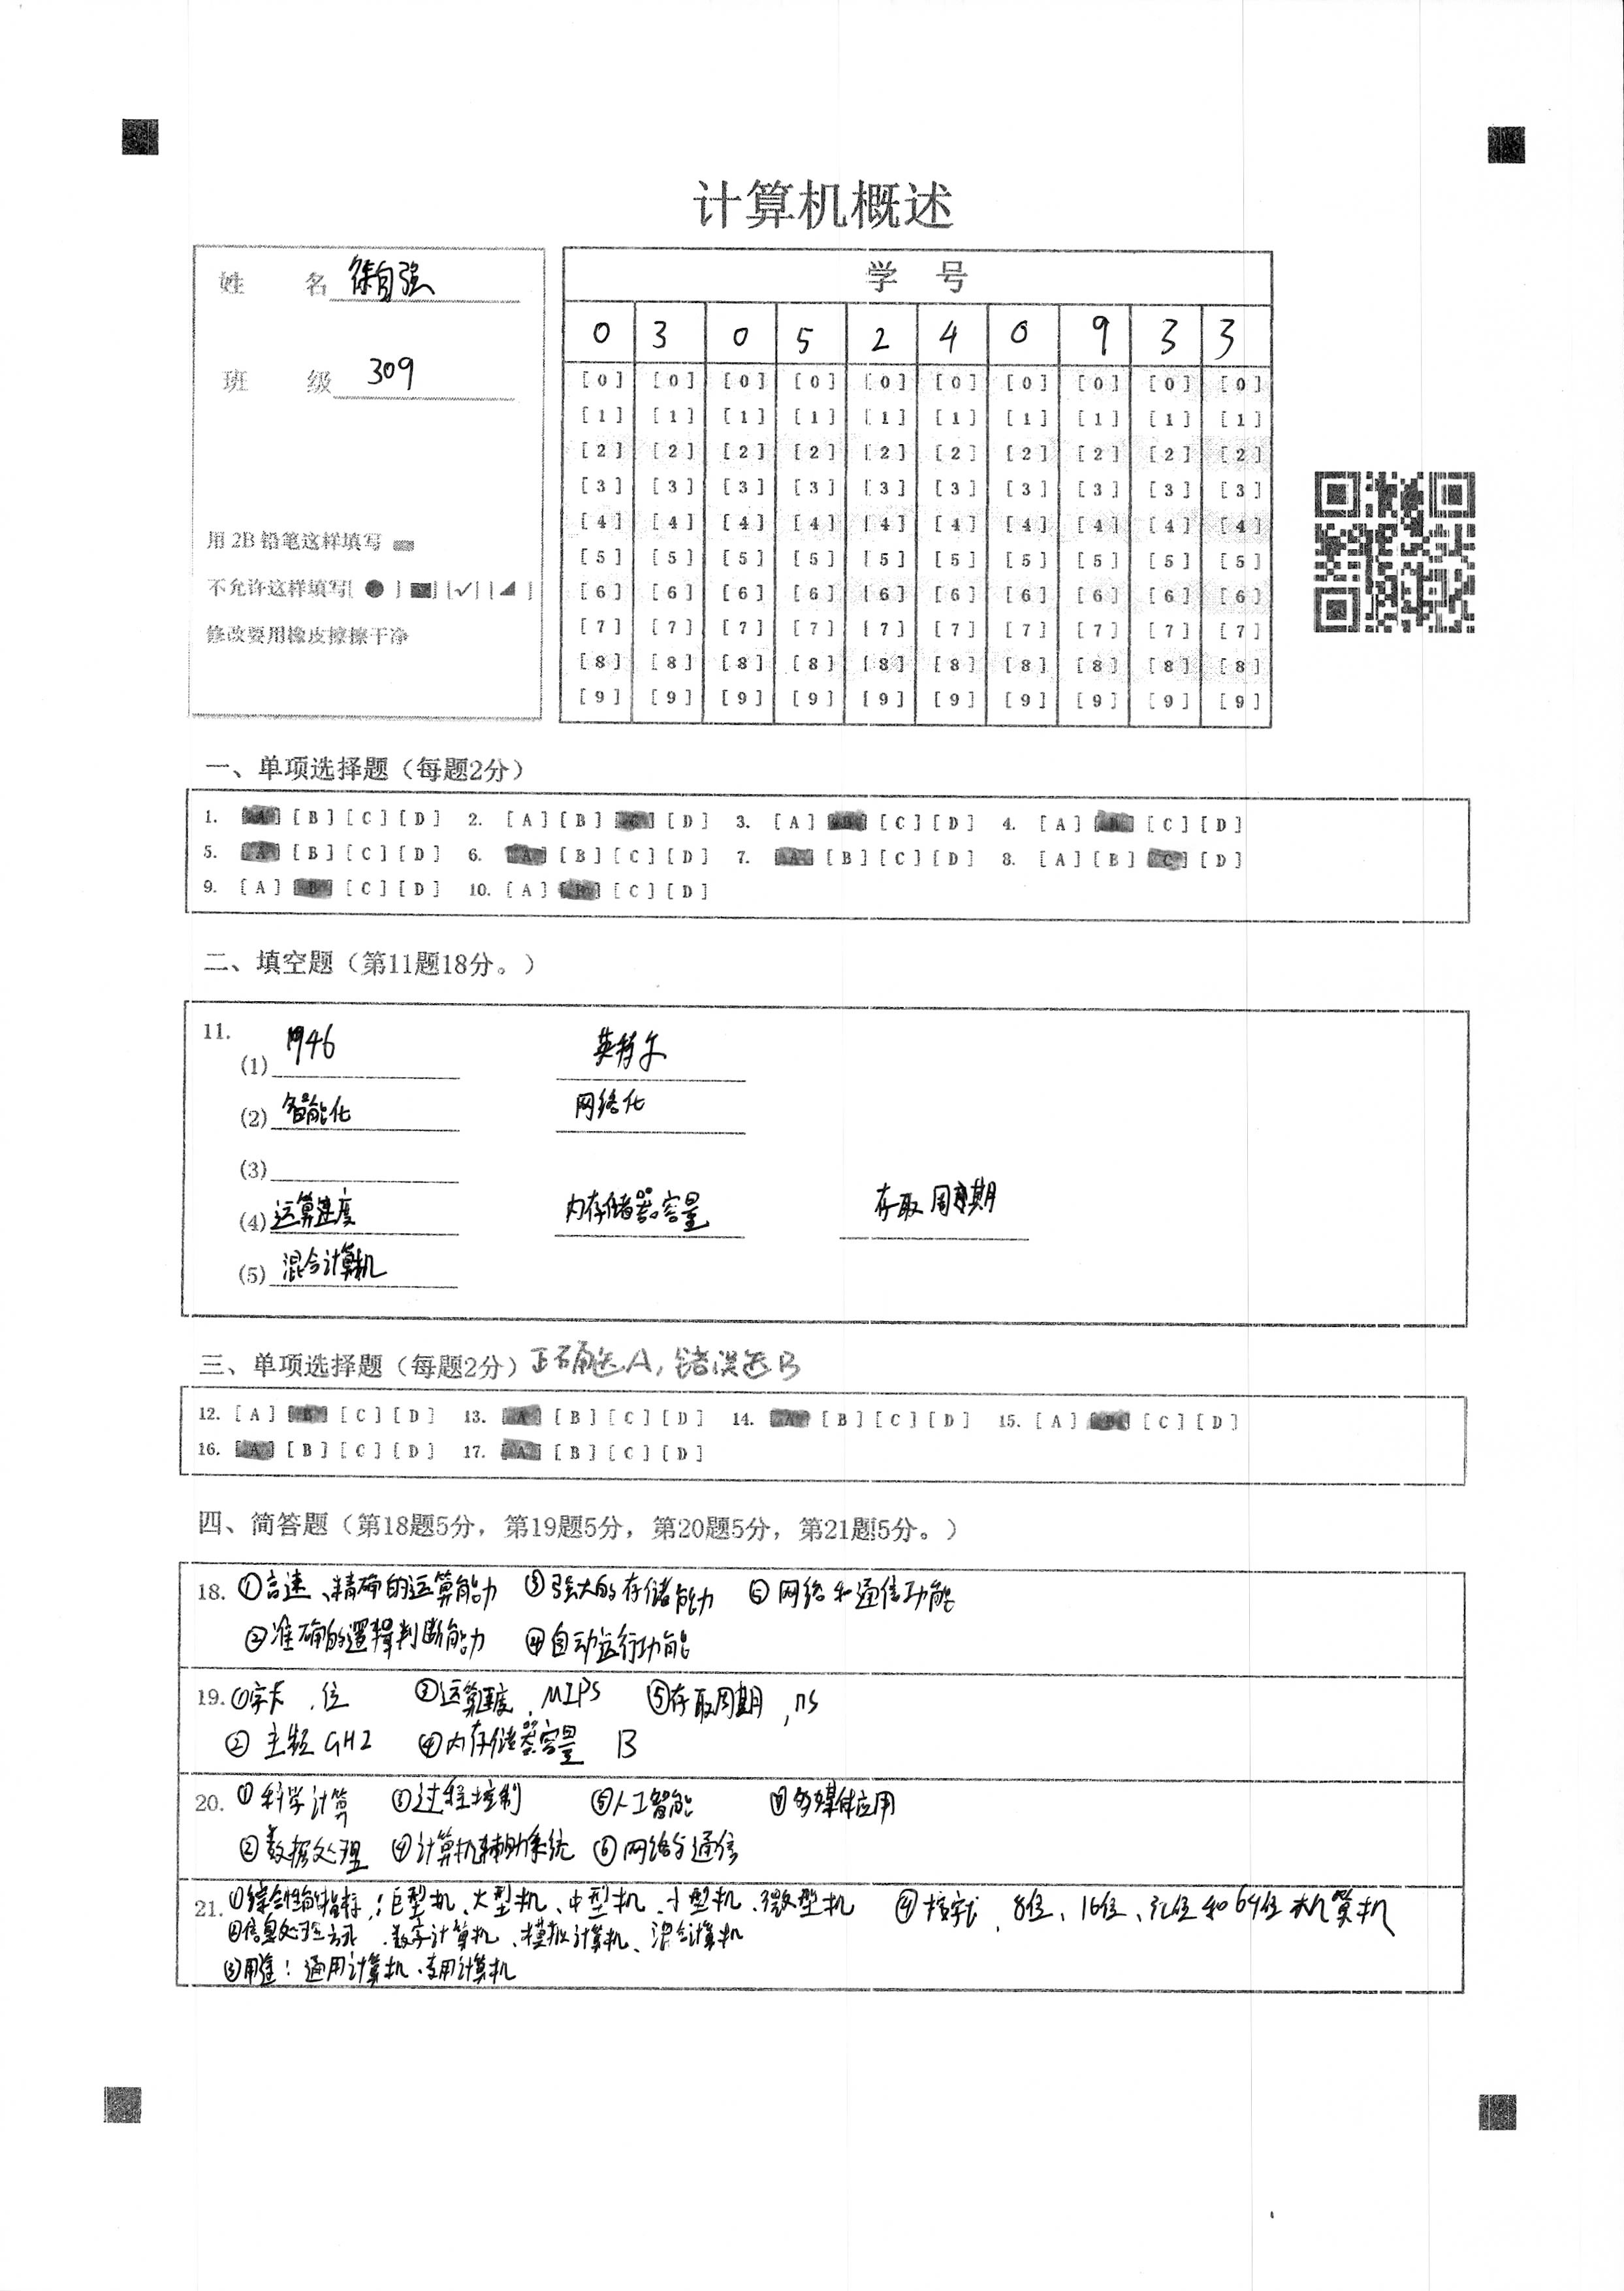 计算机概述
姓 名 徐自强
班 级 309
用 2B 铅笔这样填写
不允许这样填写[ ● ] [■] [✓] [◢ ]
修改要用橡皮擦擦干净
学 号
0 3 0 5 2 4 0 9 3 3
[0] [0] [0] [0] [0] [0] [0] [0] [0] [0]
[1] [1] [1] [1] [1] [1] [1] [1] [1] [1]
[2] [2] [2] [2] [2] [2] [2] [2] [2] [2]
[3] [3] [3] [3] [3] [3] [3] [3] [3] [3]
[4] [4] [4] [4] [4] [4] [4] [4] [4] [4]
[5] [5] [5] [5] [5] [5] [5] [5] [5] [5]
[6] [6] [6] [6] [6] [6] [6] [6] [6] [6]
[7] [7] [7] [7] [7] [7] [7] [7] [7] [7]
[8] [8] [8] [8] [8] [8] [8] [8] [8] [8]
[9] [9] [9] [9] [9] [9] [9] [9] [9] [9]
一、单项选择题（每题2分）
1. [A] [B] [C] [D] 2. [A] [B] [C] [D] 3. [A] [B] [C] [D] 4. [A] [B] [C] [D]
5. [A] [B] [C] [D] 6. [A] [B] [C] [D] 7. [A] [B] [C] [D] 8. [A] [B] [C] [D]
9. [A] [B] [C] [D] 10. [A] [B] [C] [D]
二、填空题（第11题18分。）
11.
(1) 1946 英特尔
(2) 智能化 网络化
(3)
(4) 运算速度 内存储器容量 存取周期
(5) 混合计算机
三、单项选择题（每题2分）正确选A, 错误选B
12. [A] [B] [C] [D] 13. [A] [B] [C] [D] 14. [A] [B] [C] [D] 15. [A] [B] [C] [D]
16. [A] [B] [C] [D] 17. [A] [B] [C] [D]
四、简答题（第18题5分，第19题5分，第20题5分，第21题5分。）
18. ①高速、精确的运算能力 ③强大的存储能力 ⑤网络和通信功能
②准确的逻辑判断能力 ④自动运行功能
19. ①字长，位 ③运算速度，MIPS ⑤存取周期，ns
②主频 GHZ ④内存储器容量 B
20. ①科学计算 ③过程控制 ⑤人工智能 ⑦多媒体应用
②数据处理 ④计算机辅助系统 ⑥网络与通信
21. ①综合性能指标：巨型机、大型机、中型机、小型机、微型机 ④按字长、8位、16位、32位和64位计算机
②信息处理方式、数字计算机、模拟计算机、混合计算机
③用途：通用计算机、专用计算机